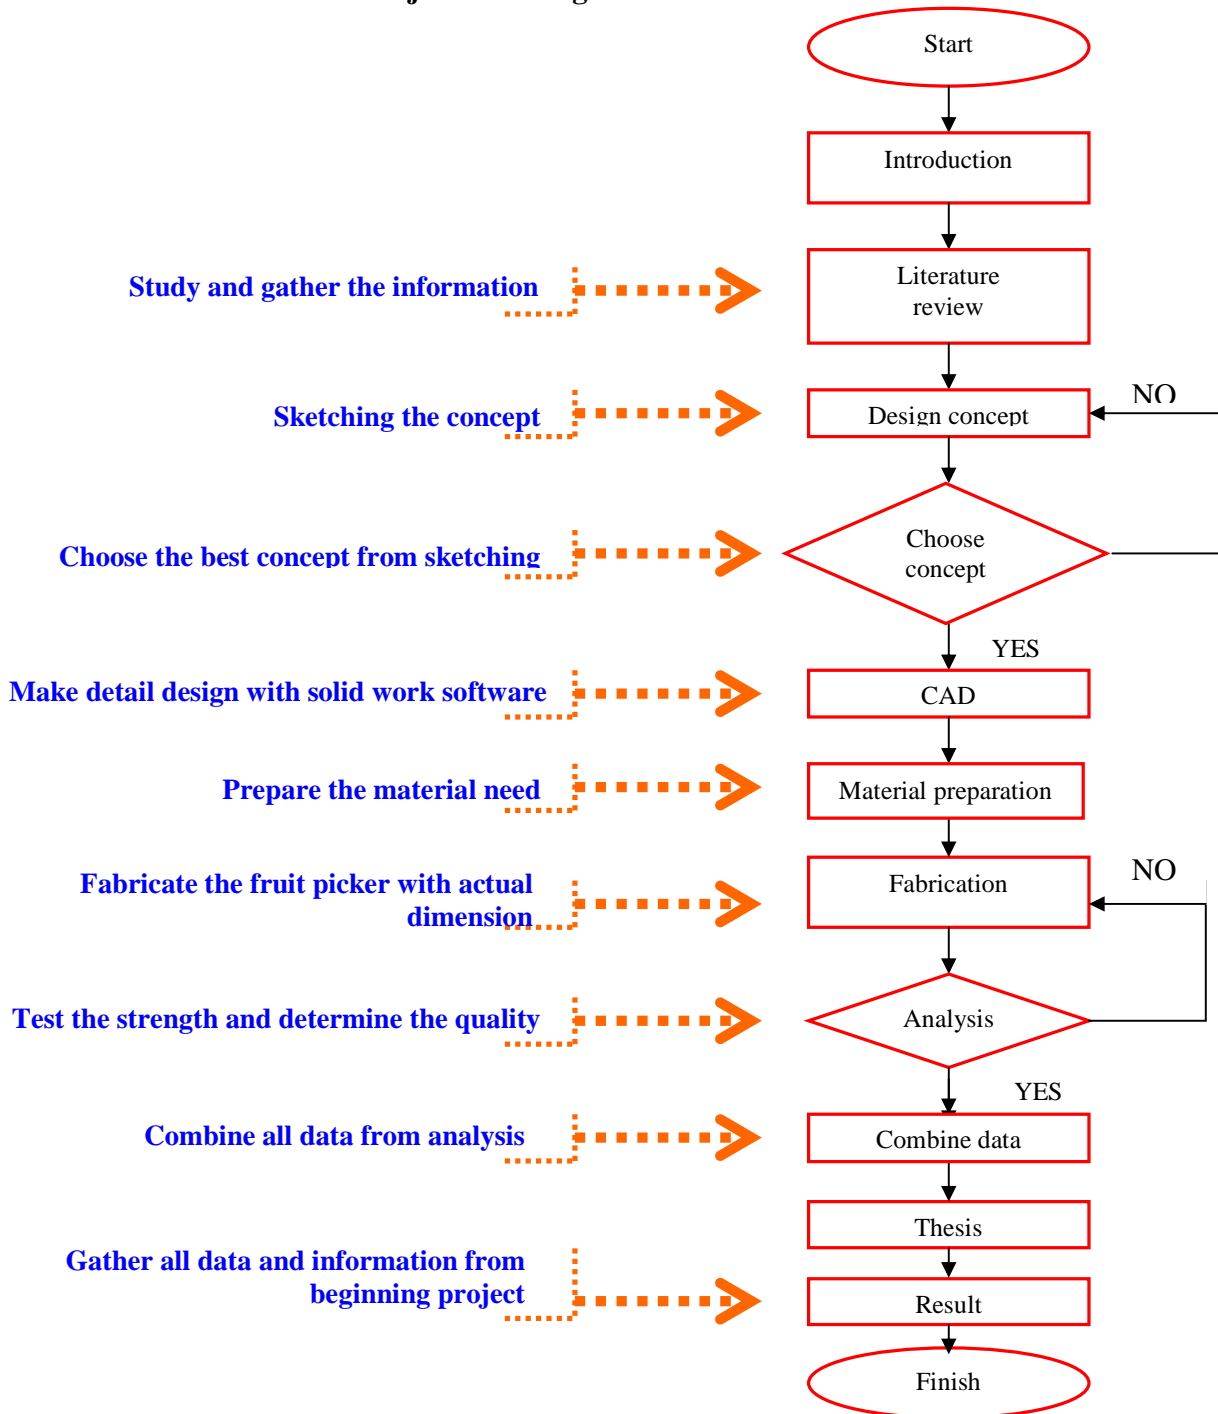 Start
Introduction
Study and gather the information
Literature
review
Sketching the concept
Design concept
NO
Choose the best concept from sketching
Choose
concept
YES
Make detail design with solid work software
CAD
Prepare the material need
Material preparation
Fabricate the fruit picker with actual
dimension
Fabrication
NO
Test the strength and determine the quality
Analysis
YES
Combine all data from analysis
Combine data
Thesis
Gather all data and information from
beginning project
Result
Finish